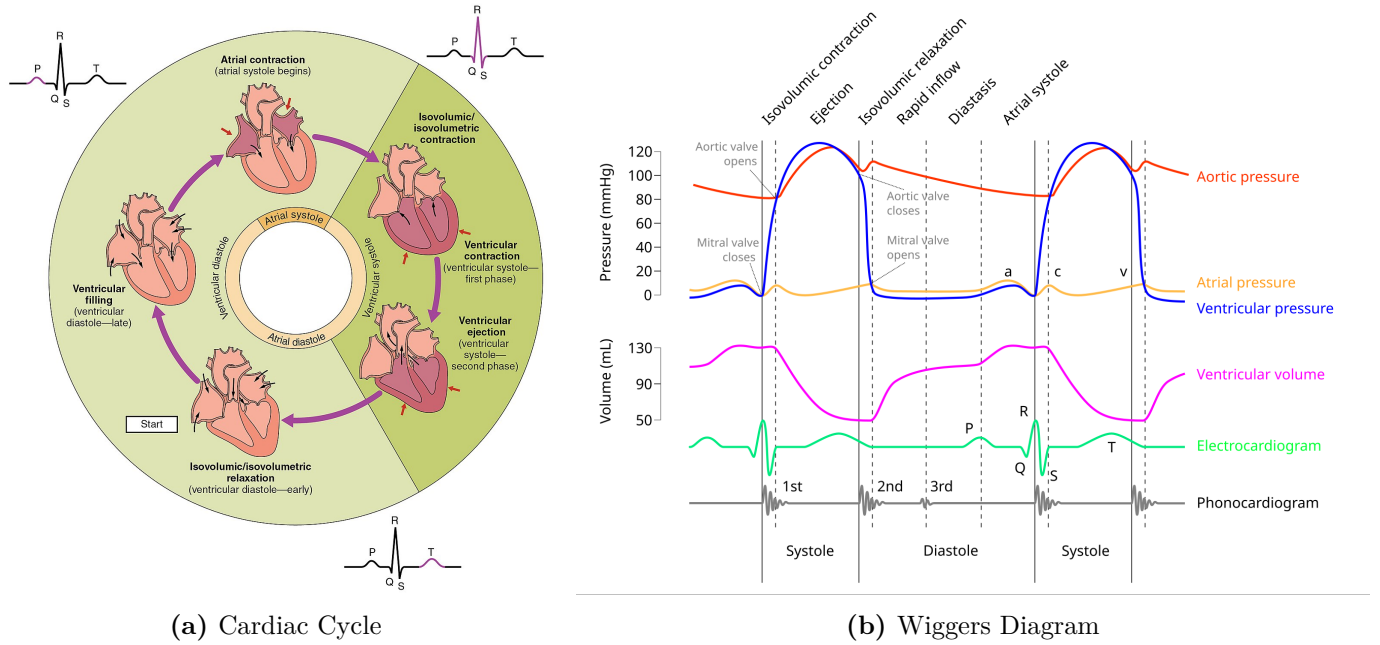 P
R
T
Q
S
P
R
T
Q
S
Atrial contraction
(atrial systole begins)
Isovolumic/
isovolumetric
contraction
Ventricular
contraction
(ventricular systole—
first phase)
Ventricular
ejection
(ventricular
systole—
second phase)
Isovolumic/isovolumetric
relaxation
(ventricular diastole—early)
Start
Ventricular
filling
(ventricular
diastole—late)
Atrial systole
Ventricular systole
Atrial diastole
Ventricular diastole
P
R
T
Q
S
(a) Cardiac Cycle
Isovolumic contraction
Ejection
Isovolumic relaxation
Rapid inflow
Diastasis
Atrial systole
Pressure (mmHg)
120
100
80
60
40
20
0
Aortic valve
opens
Aortic valve
closes
Mitral valve
closes
Mitral valve
opens
a
c
v
Aortic pressure
Atrial pressure
Ventricular pressure
Volume (mL)
130
90
50
Ventricular volume
R
P
Q
S
T
Electrocardiogram
1st
2nd
3rd
Phonocardiogram
Systole
Diastole
Systole
(b) Wiggers Diagram